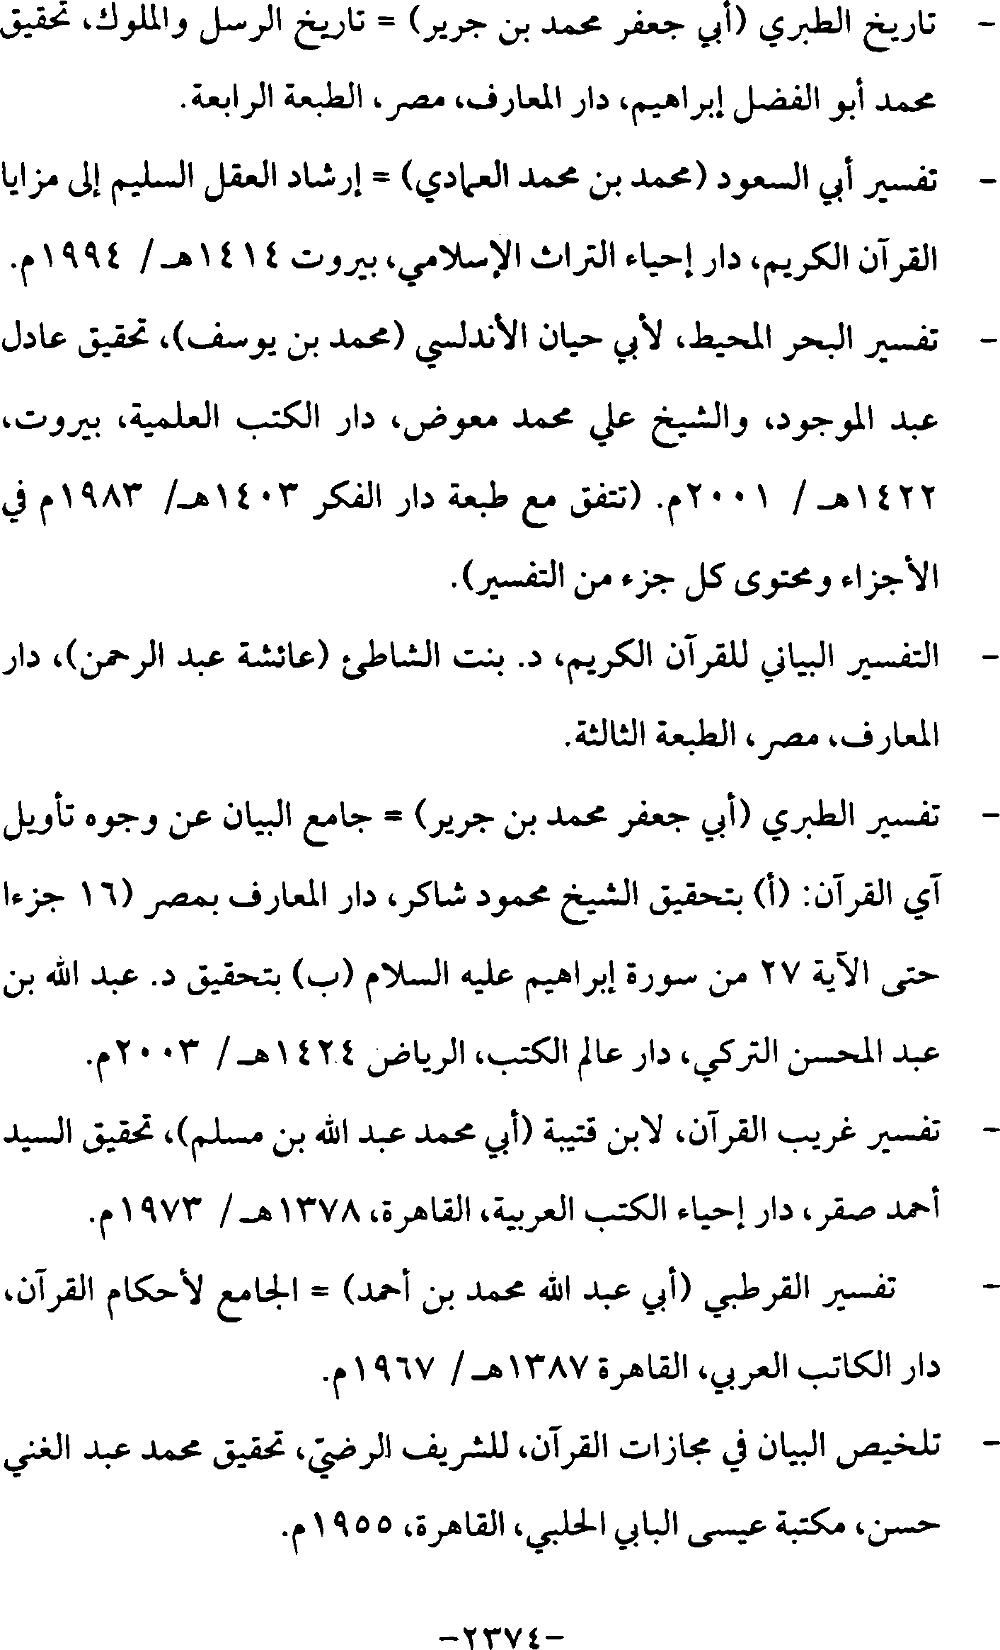 - تاريخ الطبري (أبي جعفر محمد بن جرير) = تاريخ الرسل والملوك، تحقيق
محمد أبو الفضل إبراهيم، دار المعارف، مصر، الطبعة الرابعة.
- تفسير أبي السعود (محمد بن محمد العمادي) = إرشاد العقل السليم إلى مزايا
القرآن الكريم، دار إحياء التراث الإسلامي، بيروت ١٤١٤هـ/ ١٩٩٤م.
- تفسير البحر المحيط، لأبي حيان الأندلسي (محمد بن يوسف)، تحقيق عادل
عبد الموجود، والشيخ علي محمد معوض، دار الكتب العلمية، بيروت،
١٤٢٢هـ / ٢٠٠١م. (تتفق مع طبعة دار الفكر ١٤٠٣هـ/ ١٩٨٣م في
الأجزاء ومحتوى كل جزء من التفسير).
- التفسير البياني للقرآن الكريم، د. بنت الشاطئ (عائشة عبد الرحمن)، دار
المعارف، مصر، الطبعة الثالثة.
- تفسير الطبري (أبي جعفر محمد بن جرير) = جامع البيان عن وجوه تأويل
آي القرآن: (أ) بتحقيق الشيخ محمود شاكر، دار المعارف بمصر (١٦ جزءا
حتى الآية ٢٧ من سورة إبراهيم عليه السلام (ب) بتحقيق د. عبد الله بن
عبد المحسن التركي، دار عالم الكتب، الرياض ١٤٢٤هـ/ ٢٠٠٣م.
- تفسير غريب القرآن، لابن قتيبة (أبي محمد عبد الله بن مسلم)، تحقيق السيد
أحمد صقر، دار إحياء الكتب العربية، القاهرة، ١٣٧٨هـ/ ١٩٧٣م.
- تفسير القرطبي (أبي عبد الله محمد بن أحمد) = الجامع لأحكام القرآن،
دار الكاتب العربي، القاهرة ١٣٨٧هـ/ ١٩٦٧م.
- تلخيص البيان في مجازات القرآن، للشريف الرضيّ، تحقيق محمد عبد الغني
حسن، مكتبة عيسى البابي الحلبي، القاهرة، ١٩٥٥م.
-٢٣٧٤-